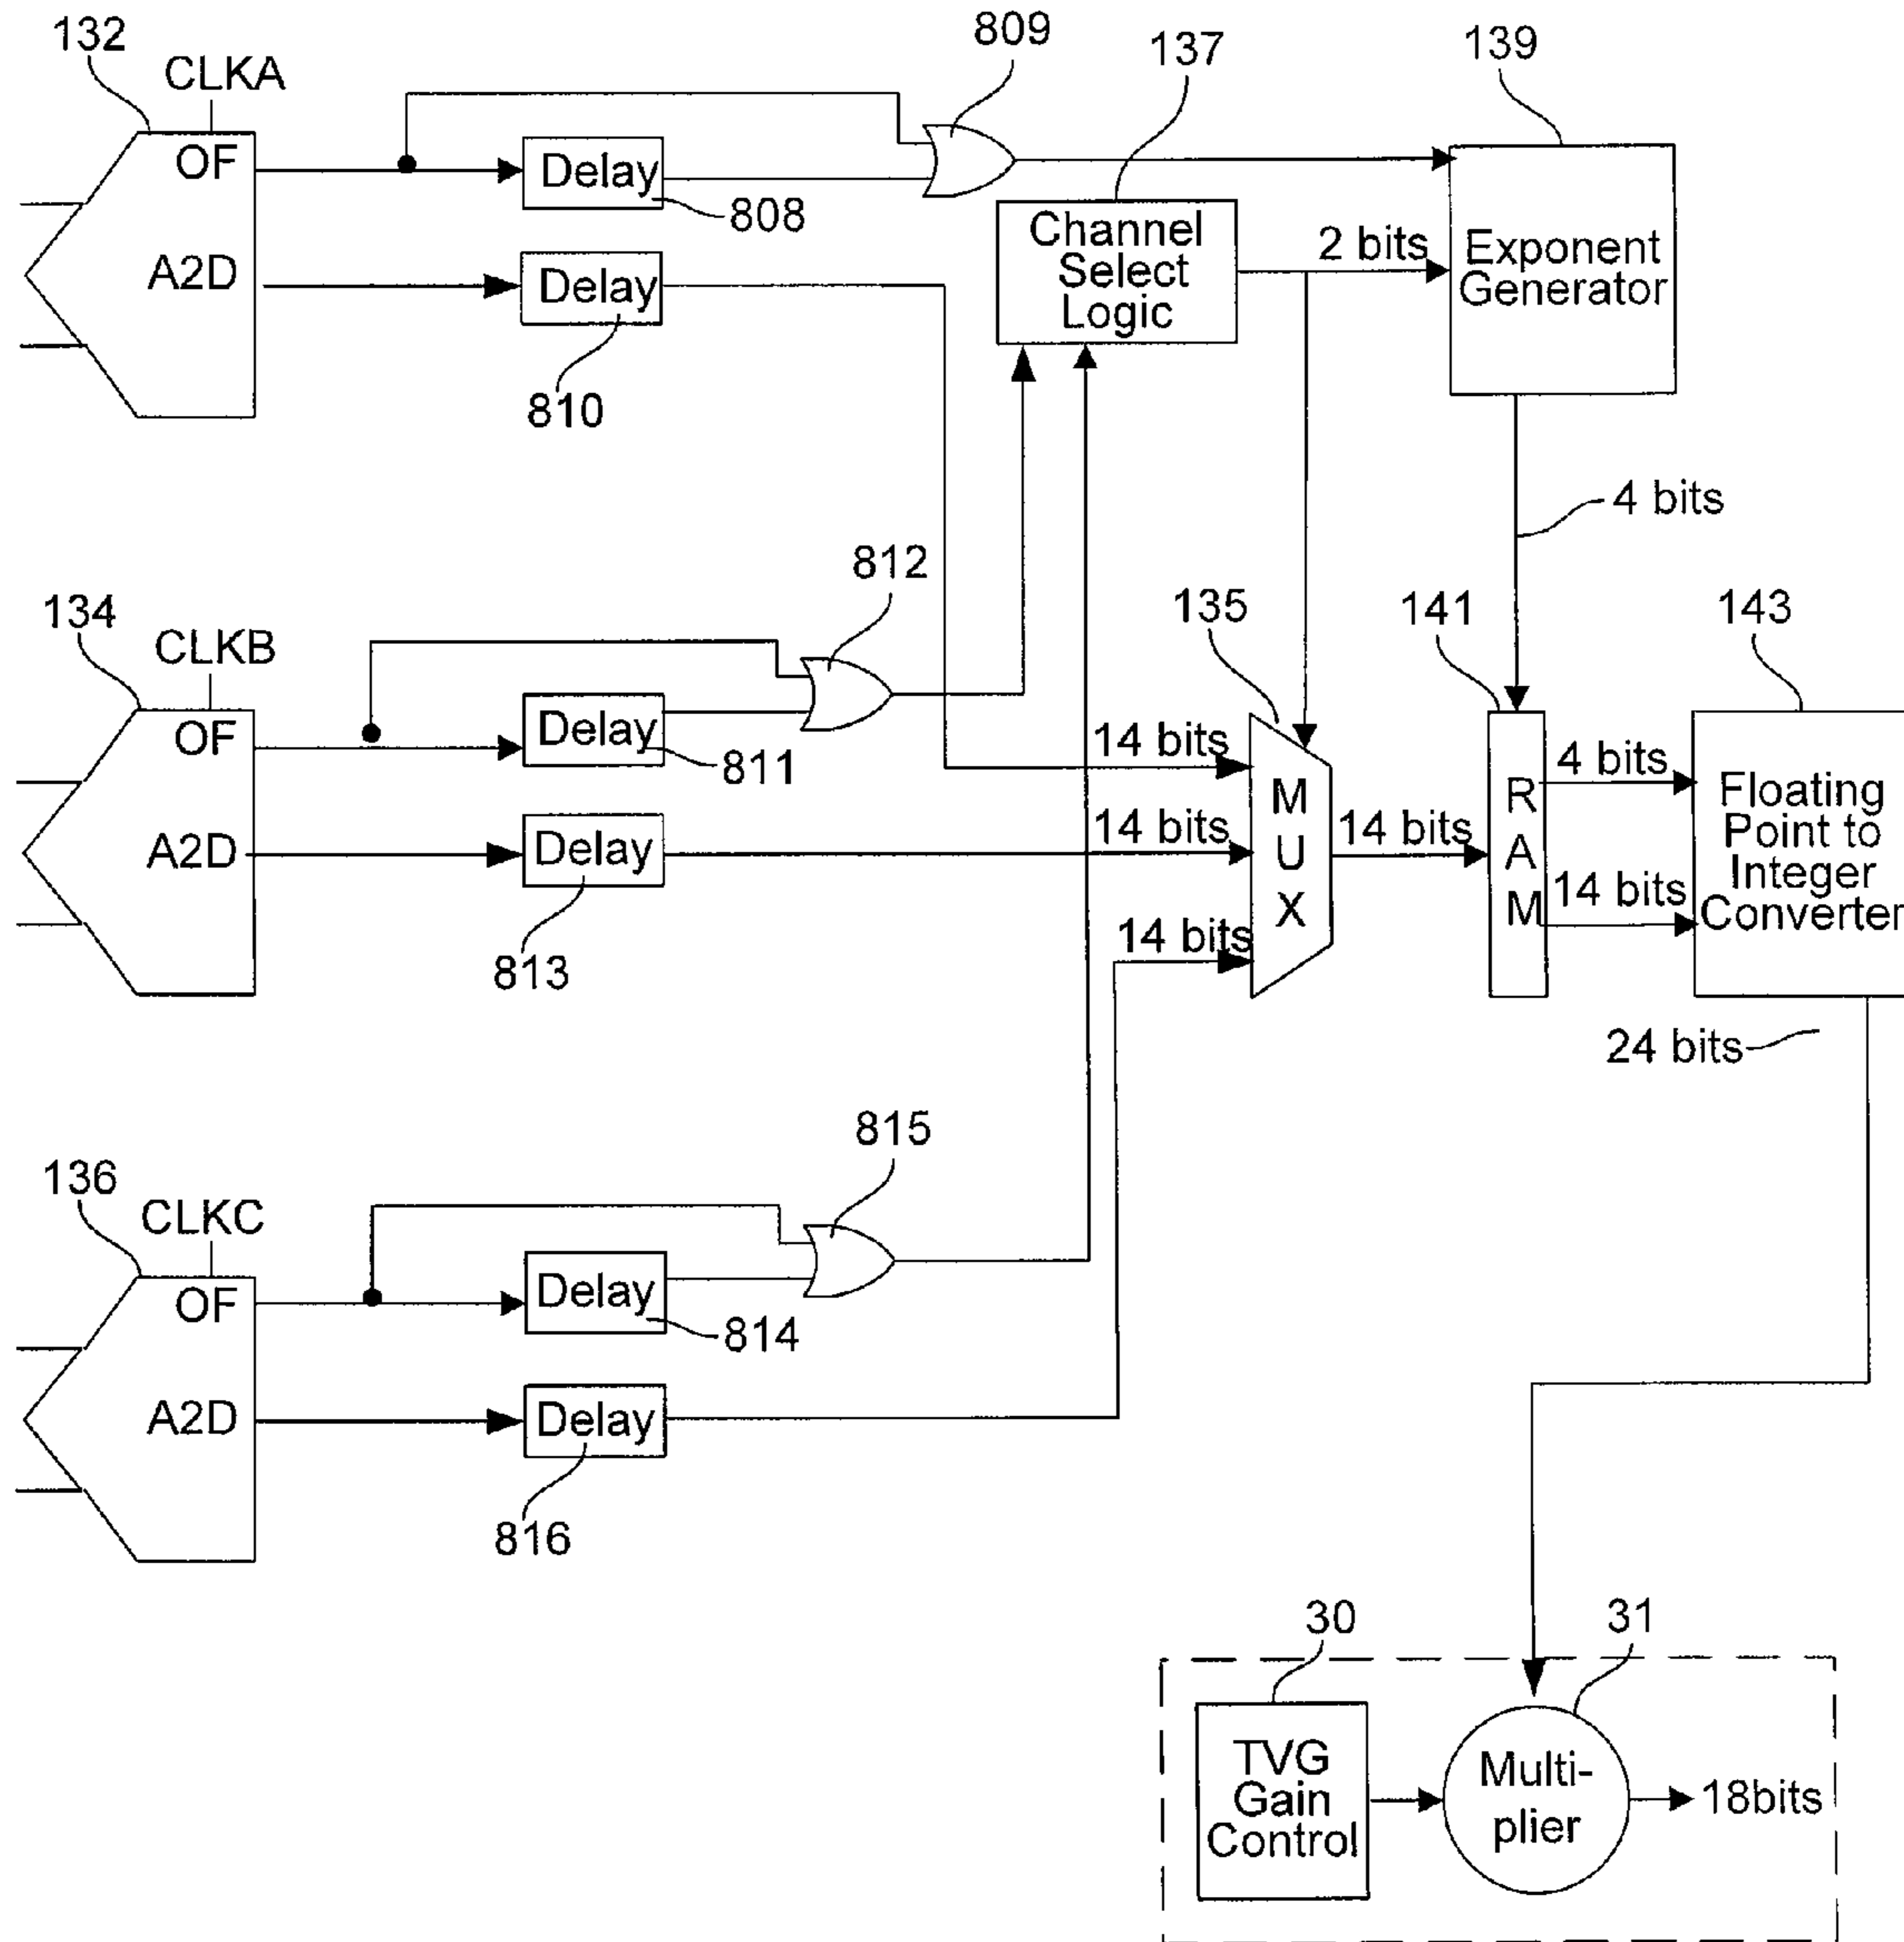 132
CLKA
OF
A2D
Delay
808
Delay
810
809
137
Channel
Select
Logic
2 bits
139
Exponent
Generator
4 bits
134
CLKB
OF
A2D
Delay
811
Delay
813
812
135
14 bits
14 bits
14 bits
M
U
X
14 bits
141
R
A
M
4 bits
14 bits
143
Floating
Point to
Integer
Converter
24 bits
136
CLKC
OF
A2D
Delay
814
Delay
816
815
30
TVG
Gain
Control
31
Multi-
plier
18bits